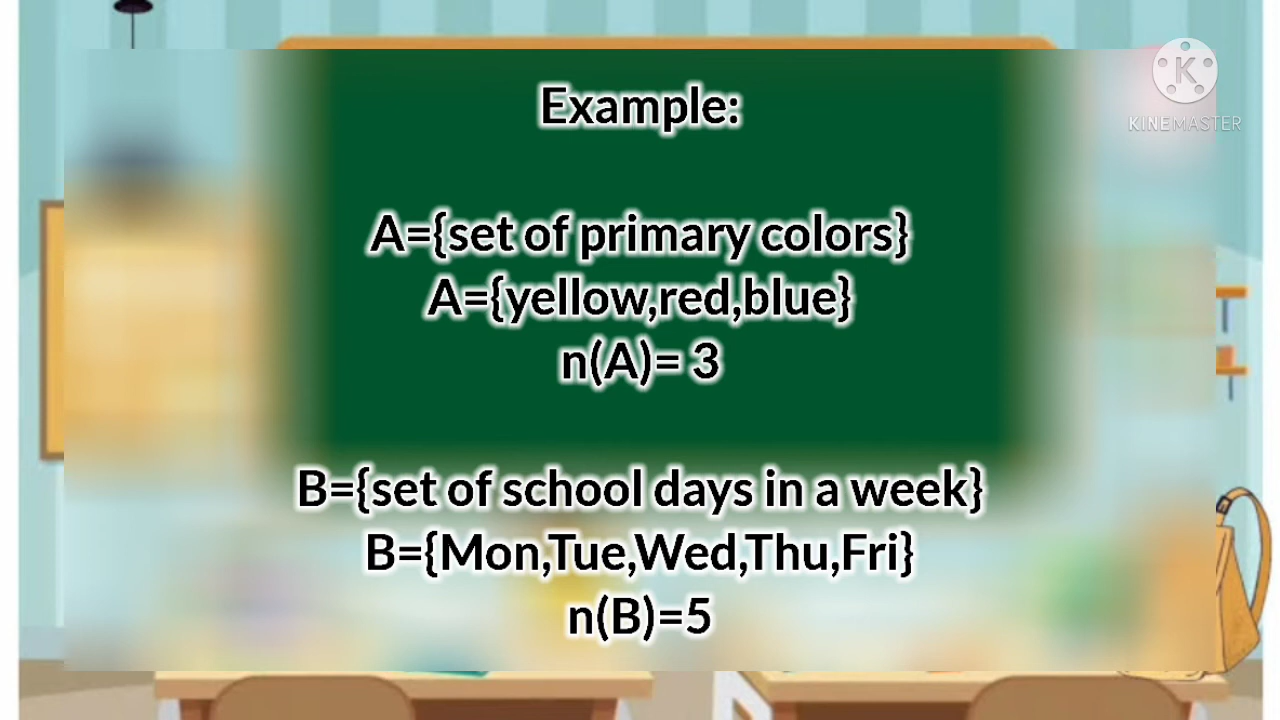 Example:
A={set of primary colors}
A={yellow,red,blue}
n(A)= 3
B={set of school days in a week}
B={Mon,Tue,Wed,Thu,Fri}
n(B)=5
K
KINEMASTER